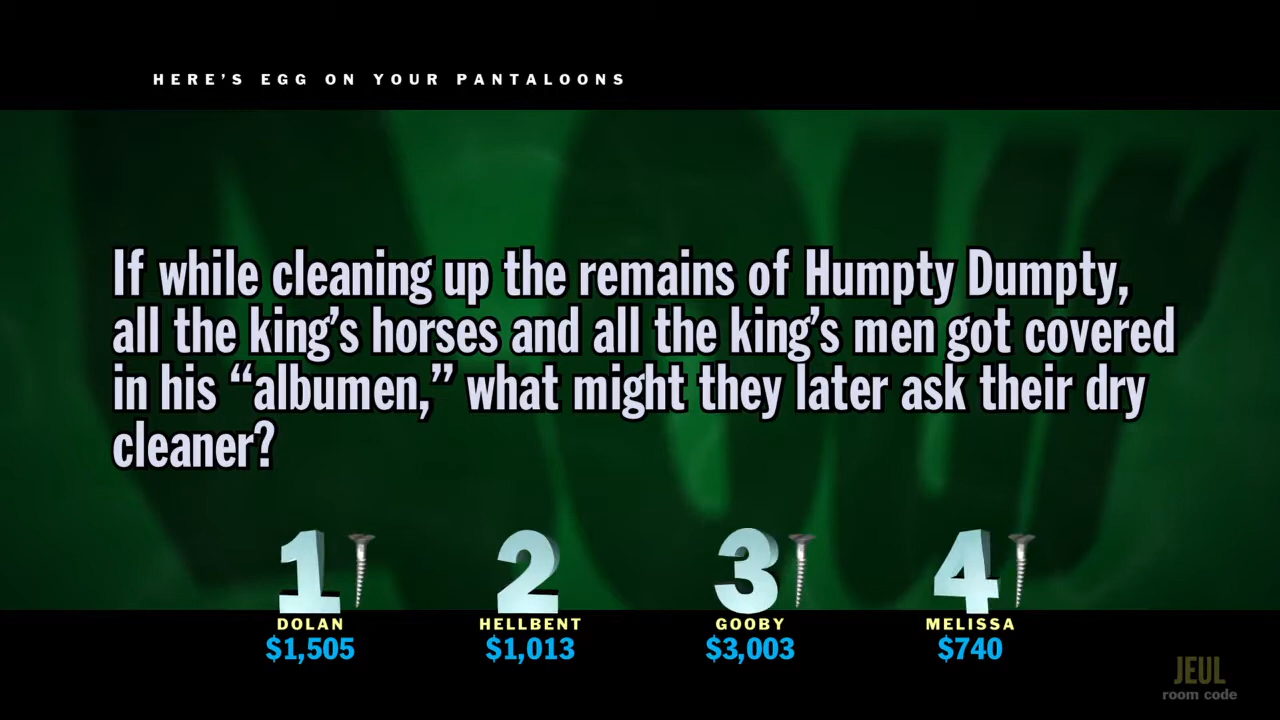 HERE'S EGG ON YOUR PANTALOONS
If while cleaning up the remains of Humpty Dumpty,
all the king's horses and all the king's men got covered
in his “albumen,” what might they later ask their dry
cleaner?
1 2 3 4
DOLAN HELLBENT GOOBY MELISSA
$1,505 $1,013 $3,003 $740
JEUL
room code